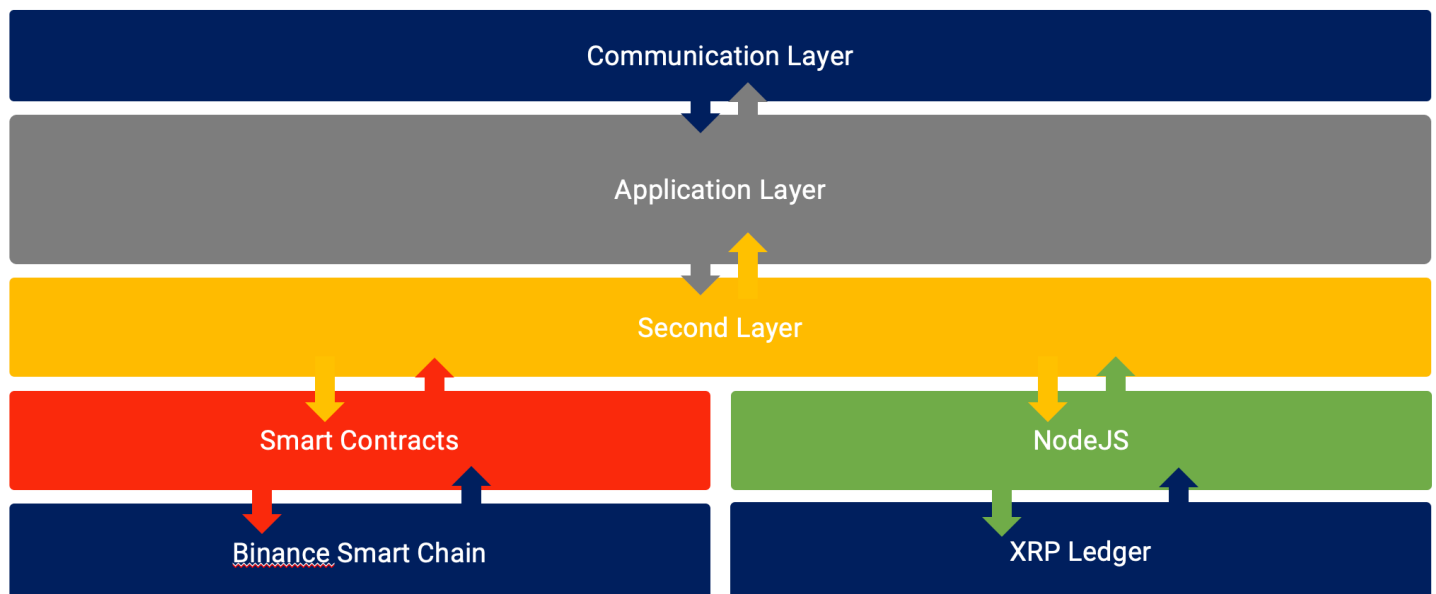 Communication Layer
Application Layer
Second Layer
Smart Contracts
NodeJS
Binance Smart Chain
XRP Ledger